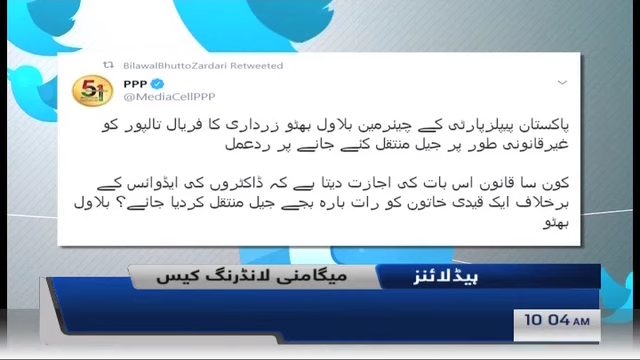 BilawalBhuttoZardari Retweeted
PPP
@MediaCellPPP
پاکستان پیپلزپارٹی کے چیئرمین بلاول بھٹو زرداری کا فریال تالپور کو
غیرقانونی طور پر جیل منتقل کئے جانے پر ردعمل
کون سا قانون اس بات کی اجازت دیتا ہے کہ ڈاکٹروں کی ایڈوائس کے
برخلاف ایک قیدی خاتون کو رات بارہ بجے جیل منتقل کردیا جائے؟ بلاول
بھٹو
ہیڈلائنز
میگامنی لانڈرنگ کیس
10 04 AM